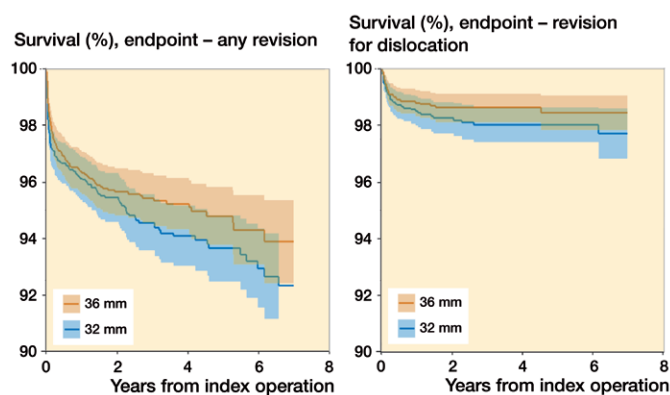 Survival (%), endpoint – any revision
100
98
96
94
92
90
36 mm
32 mm
0 2 4 6 8
Years from index operation
Survival (%), endpoint – revision
for dislocation
100
98
96
94
92
90
36 mm
32 mm
0 2 4 6 8
Years from index operation